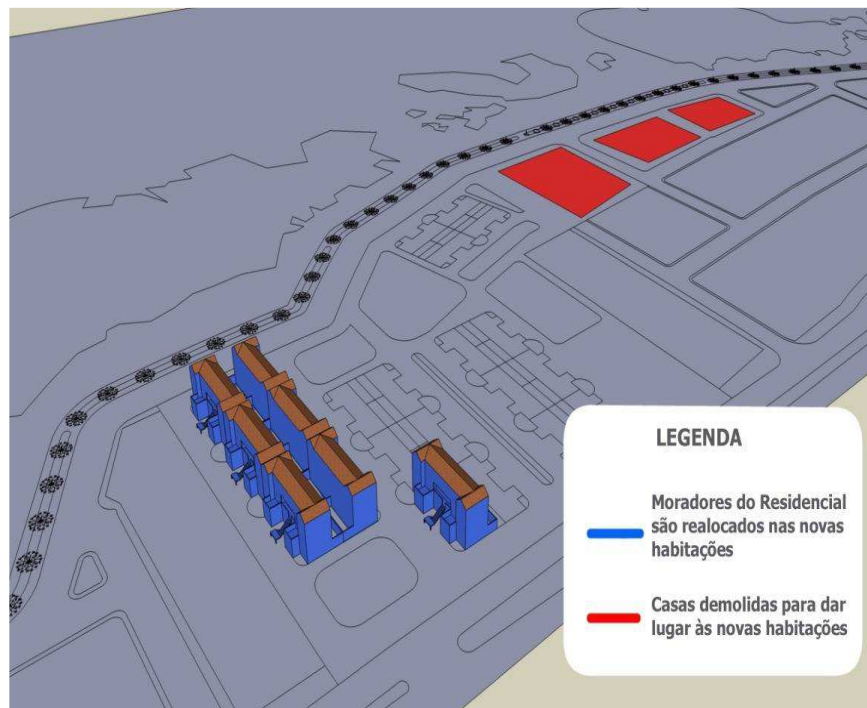 LEGENDA
Moradores do Residencial
são realocados nas novas
habitações
Casas demolidas para dar
lugar às novas habitações